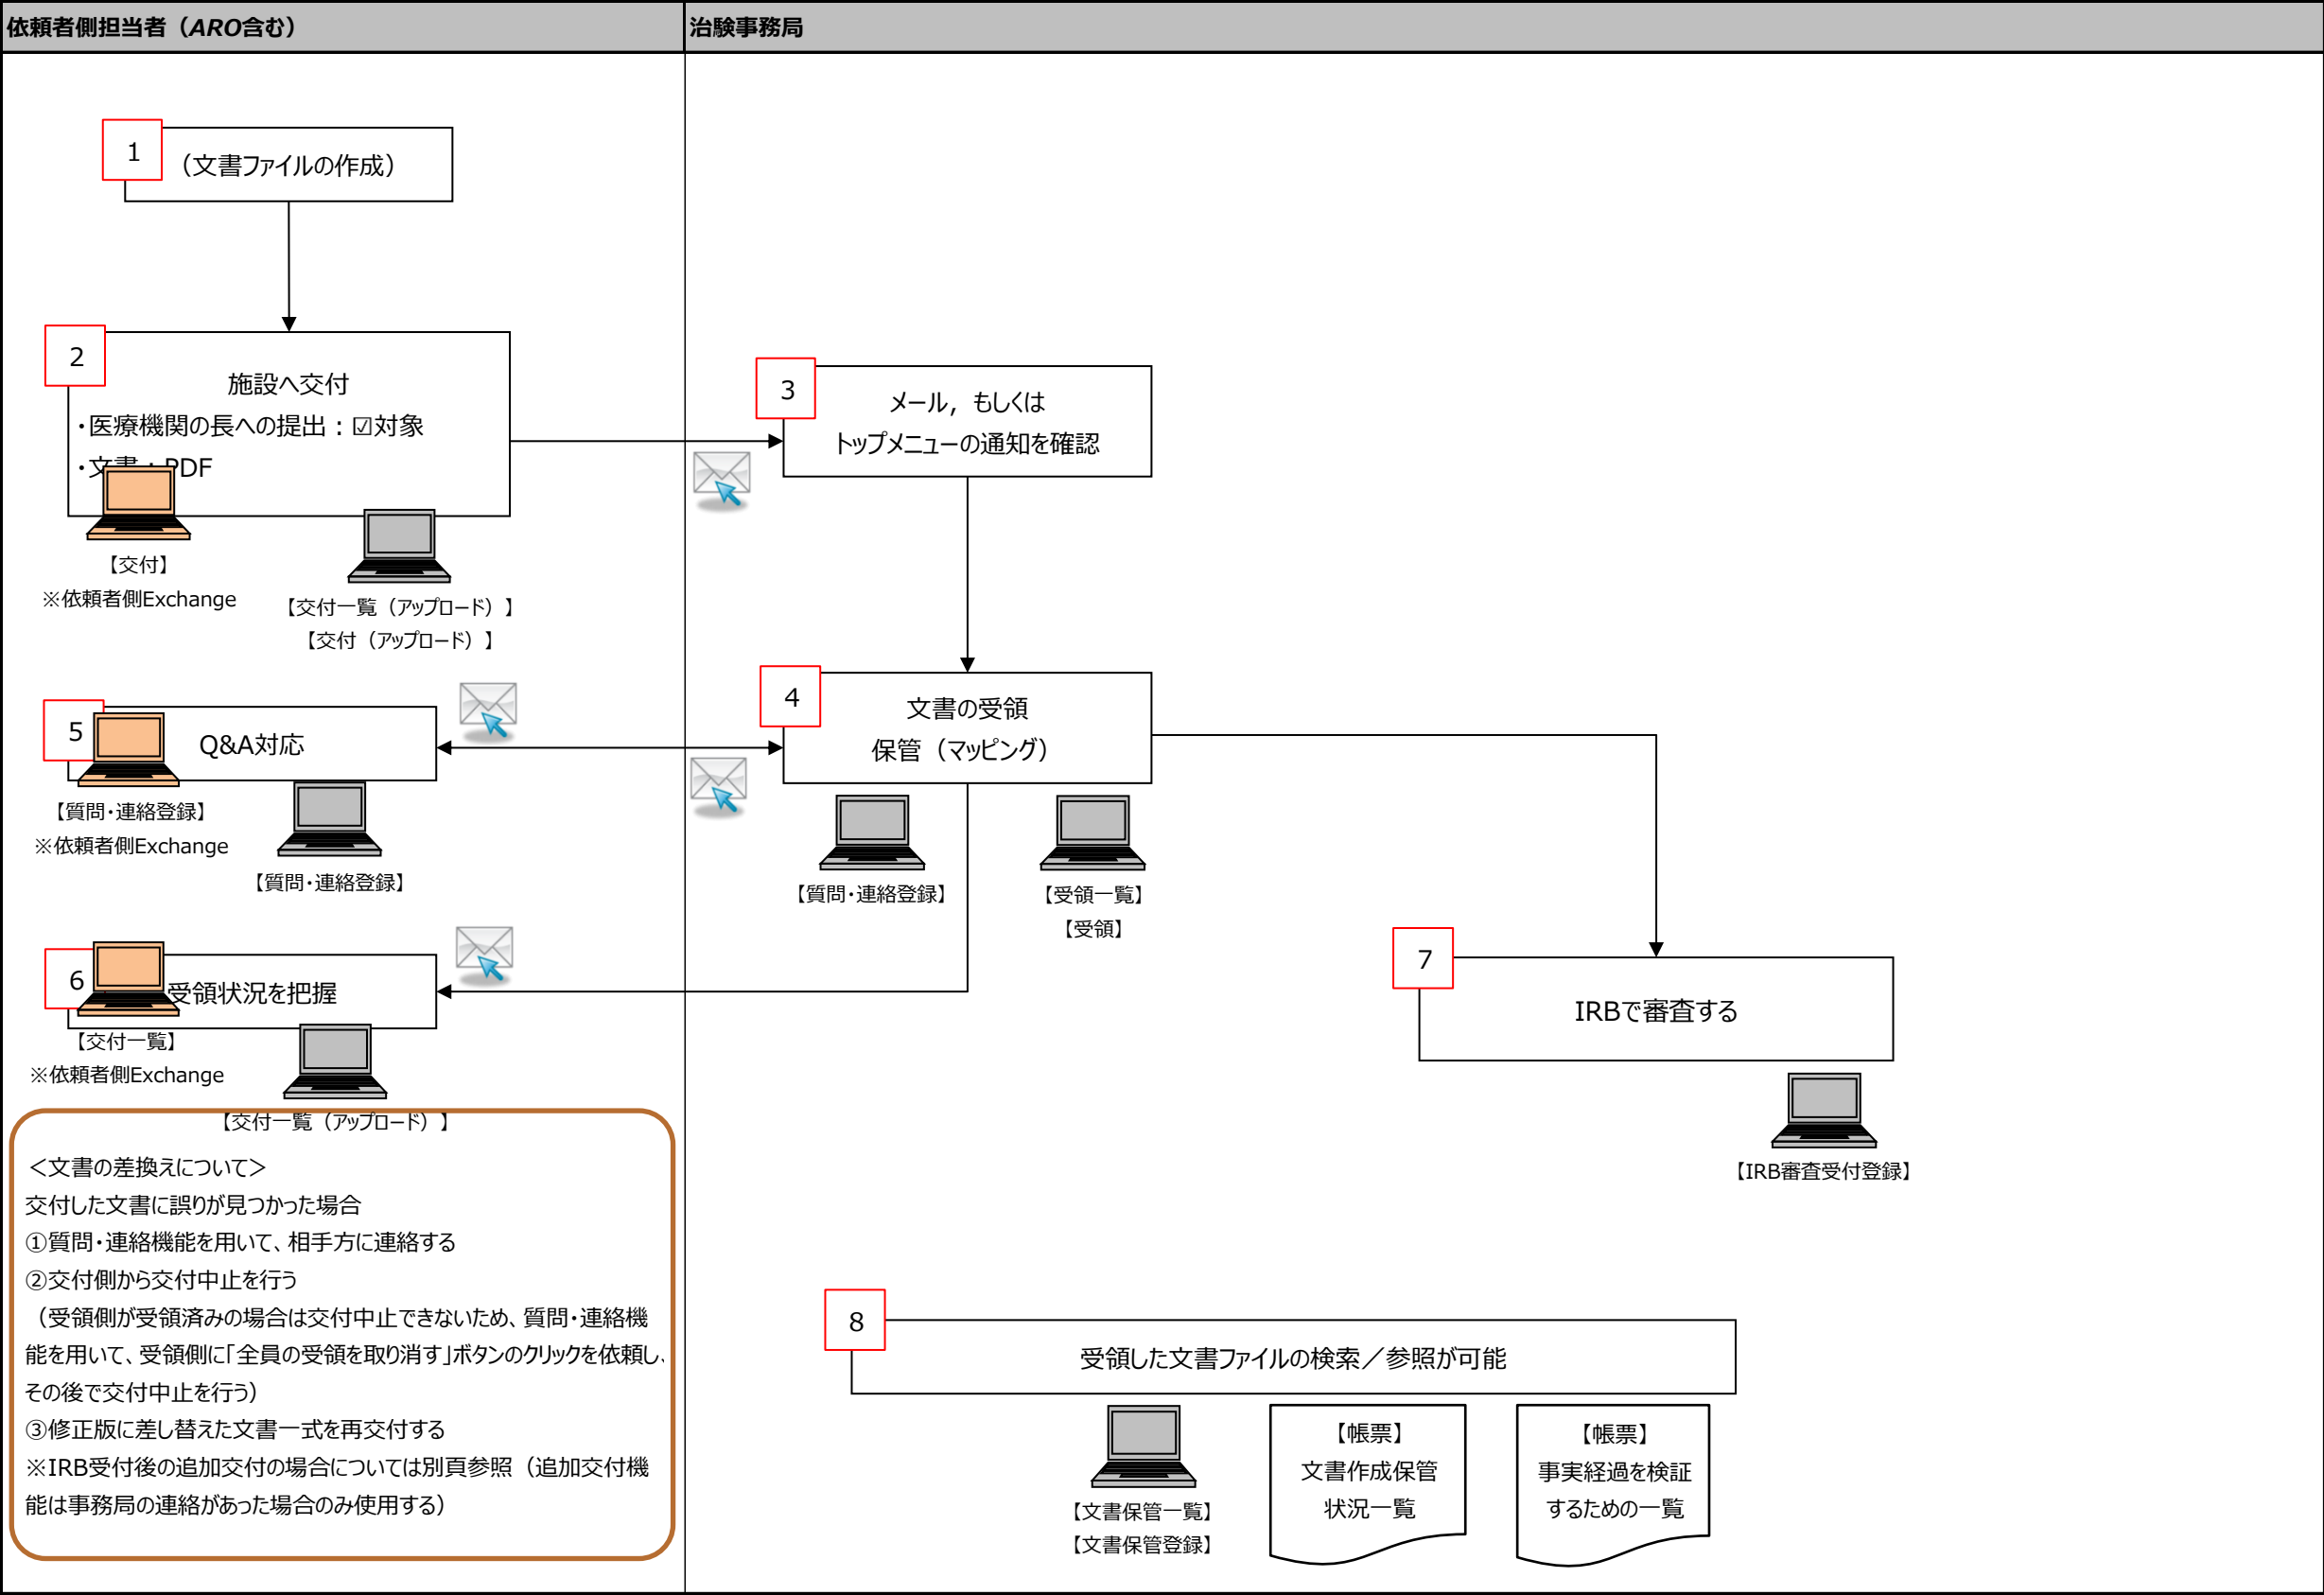 依頼者側担当者（ARO含む）
治験事務局
1
（文書ファイルの作成）
2
施設へ交付
・医療機関の長への提出：☑対象
・文書：PDF
【交付】
※依頼者側Exchange
【交付一覧（アップロード）】
【交付（アップロード）】
3
メール，もしくは
トップメニューの通知を確認
4
文書の受領
保管（マッピング）
【質問・連絡登録】
【受領一覧】
【受領】
5
Q&A対応
【質問・連絡登録】
※依頼者側Exchange
【質問・連絡登録】
6
受領状況を把握
【交付一覧】
※依頼者側Exchange
【交付一覧（アップロード）】
7
IRBで審査する
【IRB審査受付登録】
＜文書の差換えについて＞
交付した文書に誤りが見つかった場合
①質問・連絡機能を用いて、相手方に連絡する
②交付側から交付中止を行う
（受領側が受領済みの場合は交付中止できないため、質問・連絡機
能を用いて、受領側に「全員の受領を取り消す」ボタンのクリックを依頼し、
その後で交付中止を行う）
③修正版に差し替えた文書一式を再交付する
※IRB受付後の追加交付の場合については別頁参照（追加交付機
能は事務局の連絡があった場合のみ使用する）
8
受領した文書ファイルの検索／参照が可能
【文書保管一覧】
【文書保管登録】
【帳票】
文書作成保管
状況一覧
【帳票】
事実経過を検証
するための一覧